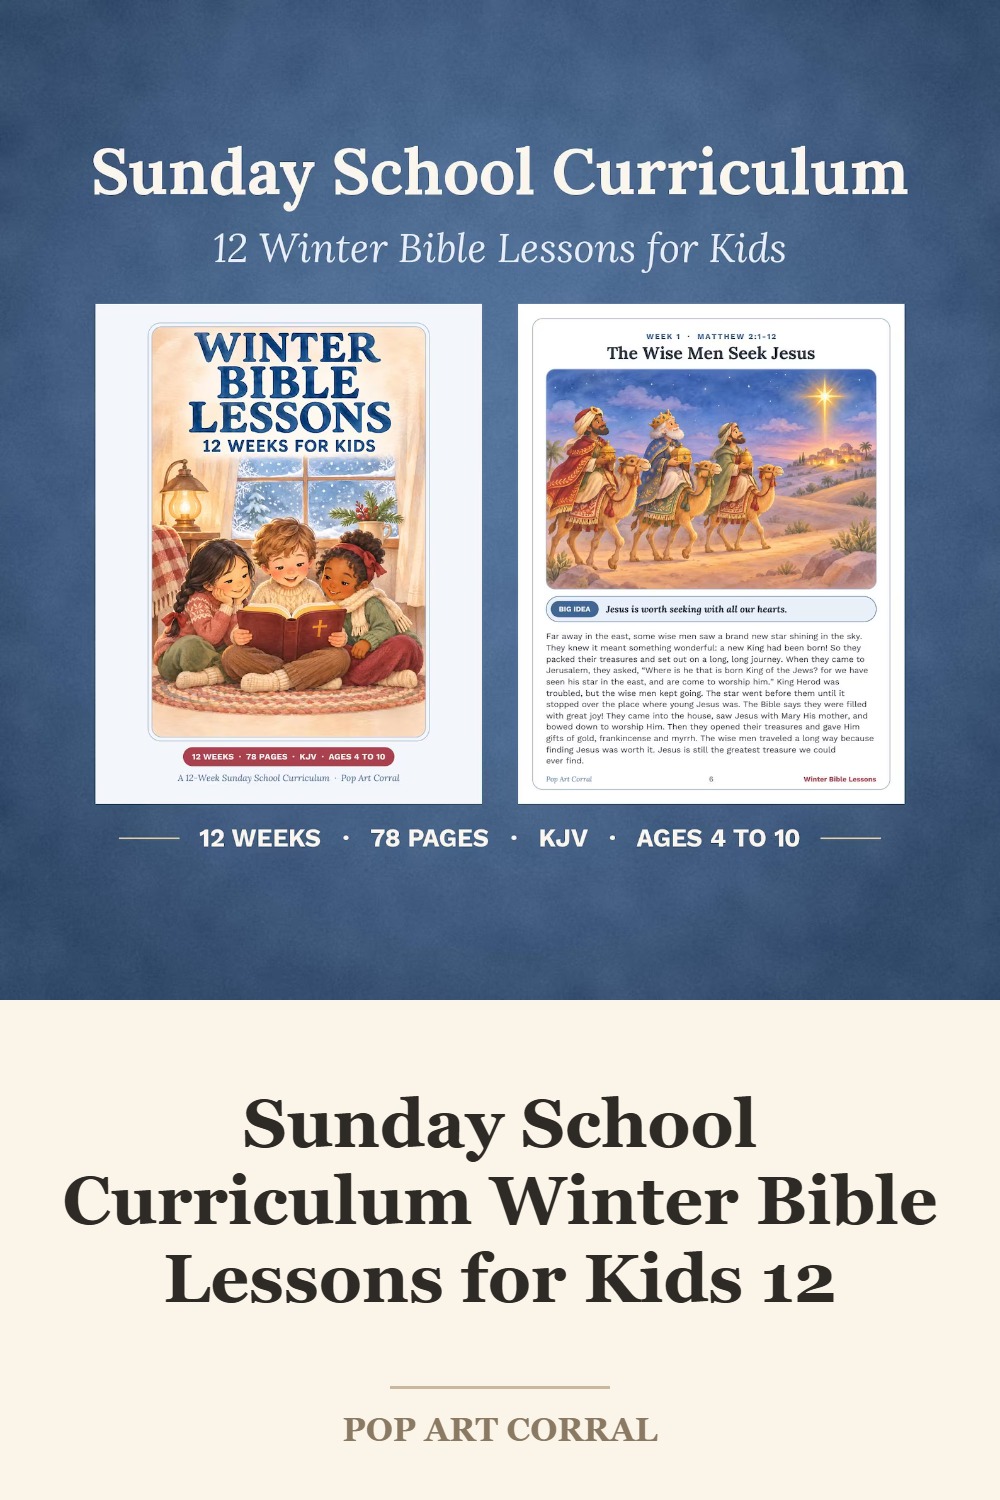 Sunday School Curriculum
12 Winter Bible Lessons for Kids
WINTER
BIBLE
LESSONS
12 WEEKS FOR KIDS
12 WEEKS · 78 PAGES · KJV · AGES 4 TO 10
A 12-Week Sunday School Curriculum · Pop Art Corral
WEEK 1 · MATTHEW 2:1-12
The Wise Men Seek Jesus
BIG IDEA Jesus is worth seeking with all our hearts.
Far away in the east, some wise men saw a brand new star shining in the sky.
They knew it meant something wonderful: a new King had been born! So they
packed their treasures and set out on a long, long journey. When they came to
Jerusalem, they asked, “Where is he that is born King of the Jews? for we have
seen his star in the east, and are come to worship him.” King Herod was
troubled, but the wise men kept going. The star went before them until it
stopped over the place where young Jesus was. The Bible says they were filled
with great joy! They came into the house, saw Jesus with Mary His mother, and
bowed down to worship Him. Then they opened their treasures and gave Him
gifts of gold, frankincense and myrrh. The wise men traveled a long way because
finding Jesus was worth it. Jesus is still the greatest treasure we could
ever find.
Pop Art Corral 6 Winter Bible Lessons
12 WEEKS · 78 PAGES · KJV · AGES 4 TO 10
Sunday School
Curriculum Winter Bible
Lessons for Kids 12
POP ART CORRAL